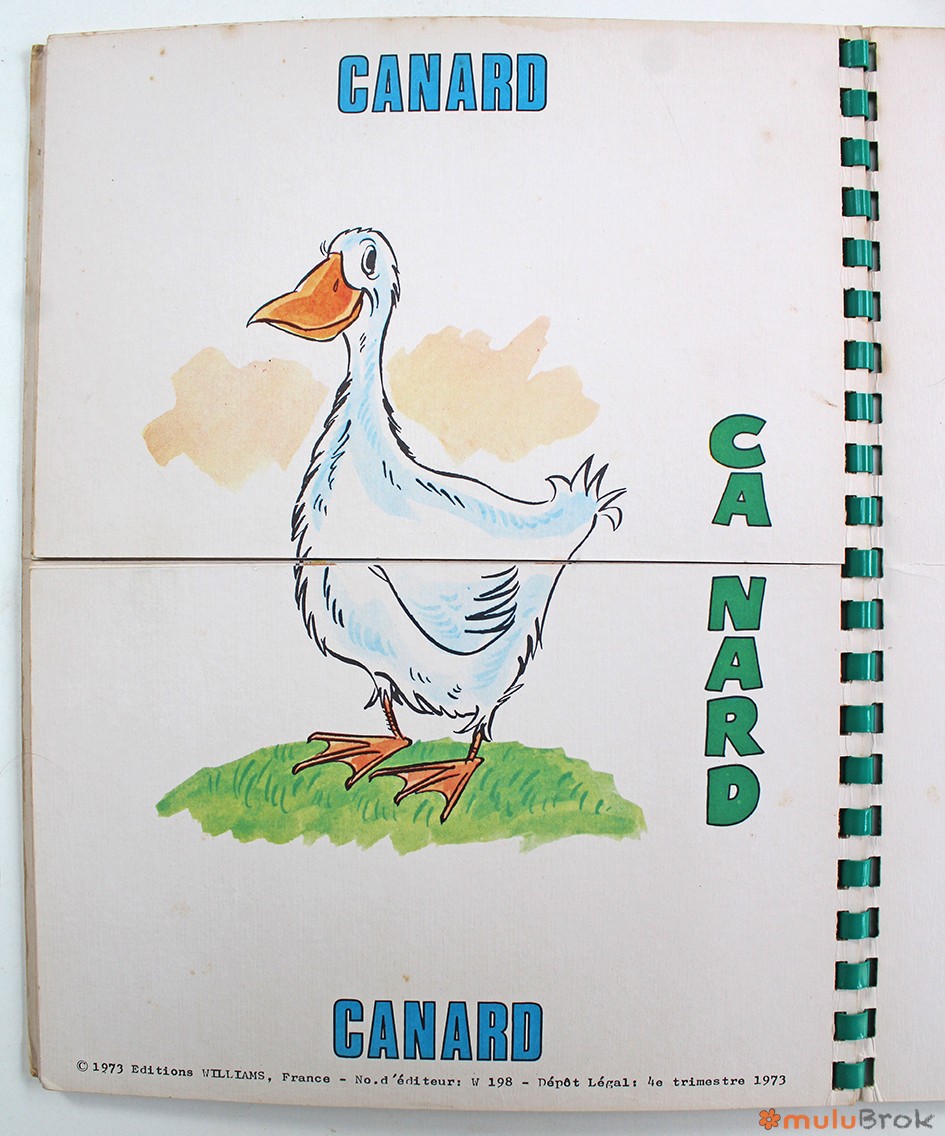 CANARD
CA
NARD
CANARD
© 1973 Editions WILLIAMS, France - No.d'éditeur: W 198 - Dépôt Légal: 4e trimestre 1973
muluBrok